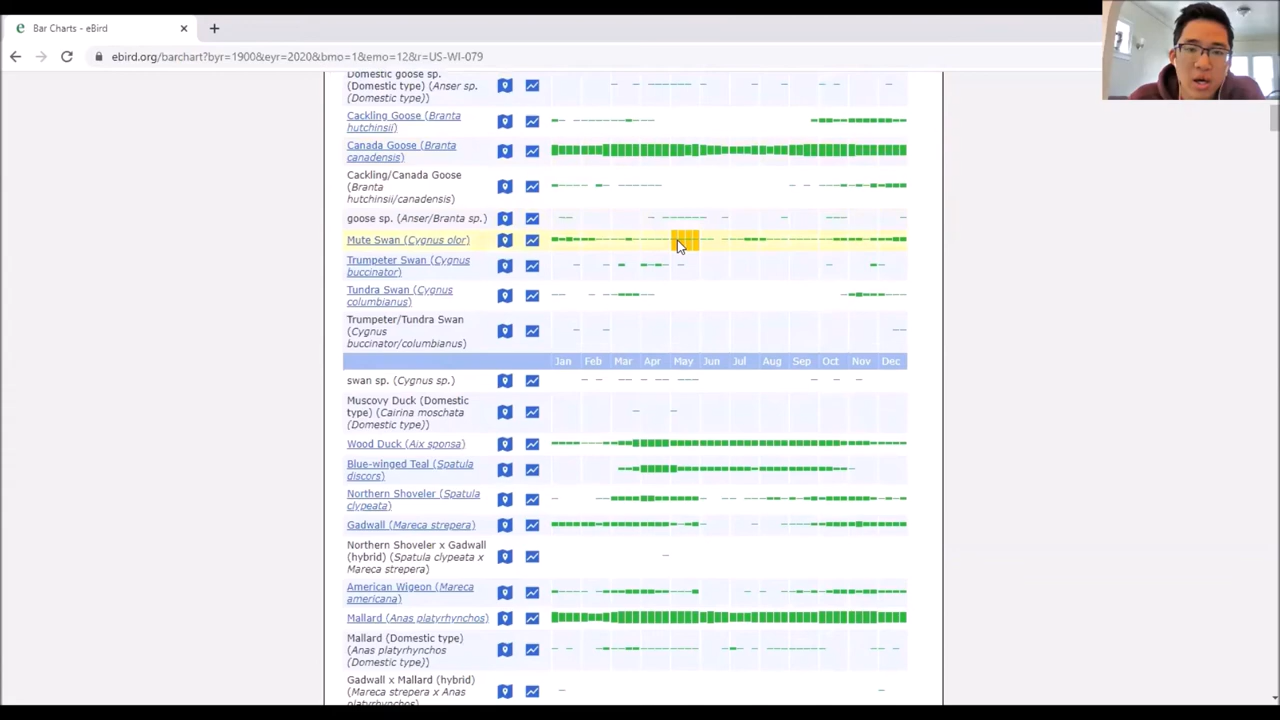 Bar Charts - eBird
ebird.org/barchart?byr=1900&eyr=2020&bmo=1&emo=12&r=US-WI-079
Domestic goose sp.
(Domestic type) (Anser sp.
(Domestic type))
Cackling Goose (Branta
hutchinsii)
Canada Goose (Branta
canadensis)
Cackling/Canada Goose
(Branta
hutchinsii/canadensis)
goose sp. (Anser/Branta sp.)
Mute Swan (Cygnus olor)
Trumpeter Swan (Cygnus
buccinator)
Tundra Swan (Cygnus
columbianus)
Trumpeter/Tundra Swan
(Cygnus
buccinator/columbianus)
Jan Feb Mar Apr May Jun Jul Aug Sep Oct Nov Dec
swan sp. (Cygnus sp.)
Muscovy Duck (Domestic
type) (Cairina moschata
(Domestic type))
Wood Duck (Aix sponsa)
Blue-winged Teal (Spatula
discors)
Northern Shoveler (Spatula
clypeata)
Gadwall (Mareca strepera)
Northern Shoveler x Gadwall
(hybrid) (Spatula clypeata x
Mareca strepera)
American Wigeon (Mareca
americana)
Mallard (Anas platyrhynchos)
Mallard (Domestic type)
(Anas platyrhynchos
(Domestic type))
Gadwall x Mallard (hybrid)
(Mareca strepera x Anas
platyrhynchos)